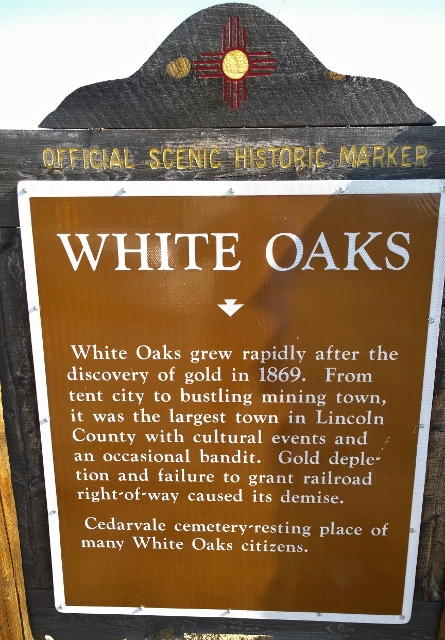 OFFICIAL SCENIC HISTORIC MARKER
WHITE OAKS
White Oaks grew rapidly after the
discovery of gold in 1869. From
tent city to bustling mining town,
it was the largest town in Lincoln
County with cultural events and
an occasional bandit. Gold deple-
tion and failure to grant railroad
right-of-way caused its demise.
Cedarvale cemetery-resting place of
many White Oaks citizens.